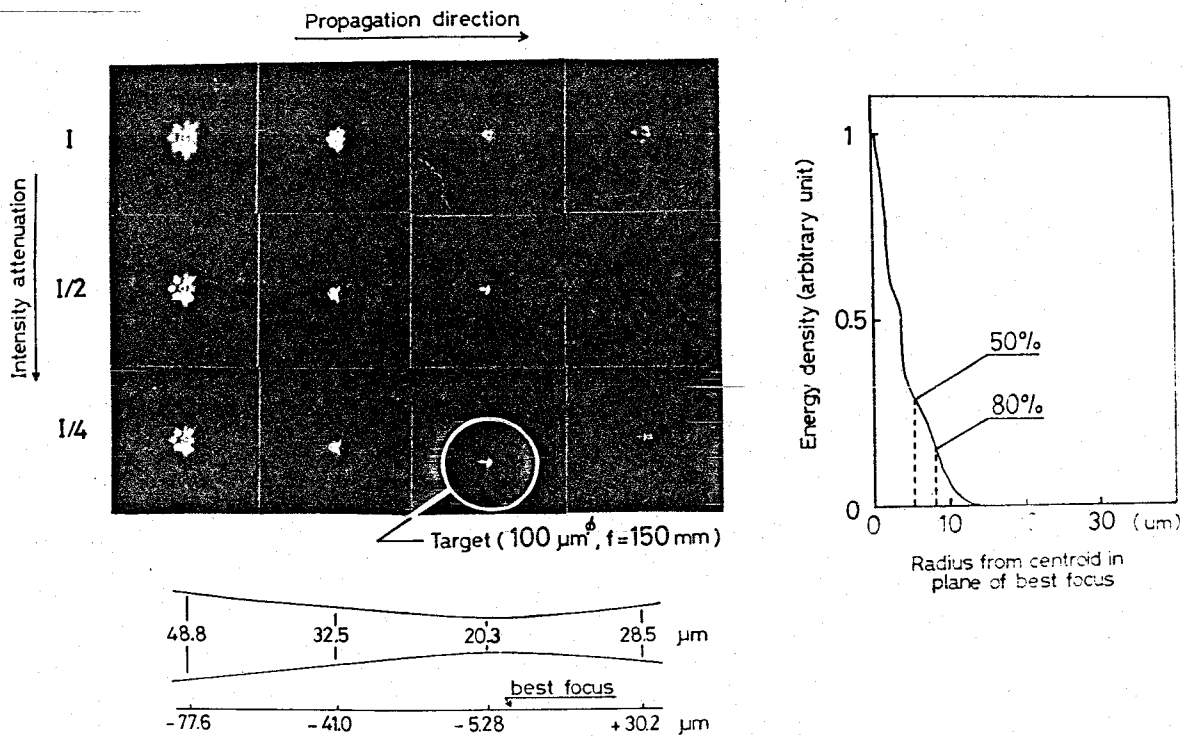 Propagation direction
Intensity attenuation
I
I/2
I/4
Target (100 μm ϕ, f=150 mm)
48.8 32.5 20.3 28.5 μm
best focus
-77.6 -41.0 -5.28 +30.2 μm
Energy density (arbitrary unit)
1
0.5
0
50%
80%
0 10 30 (um)
Radius from centroid in
plane of best focus